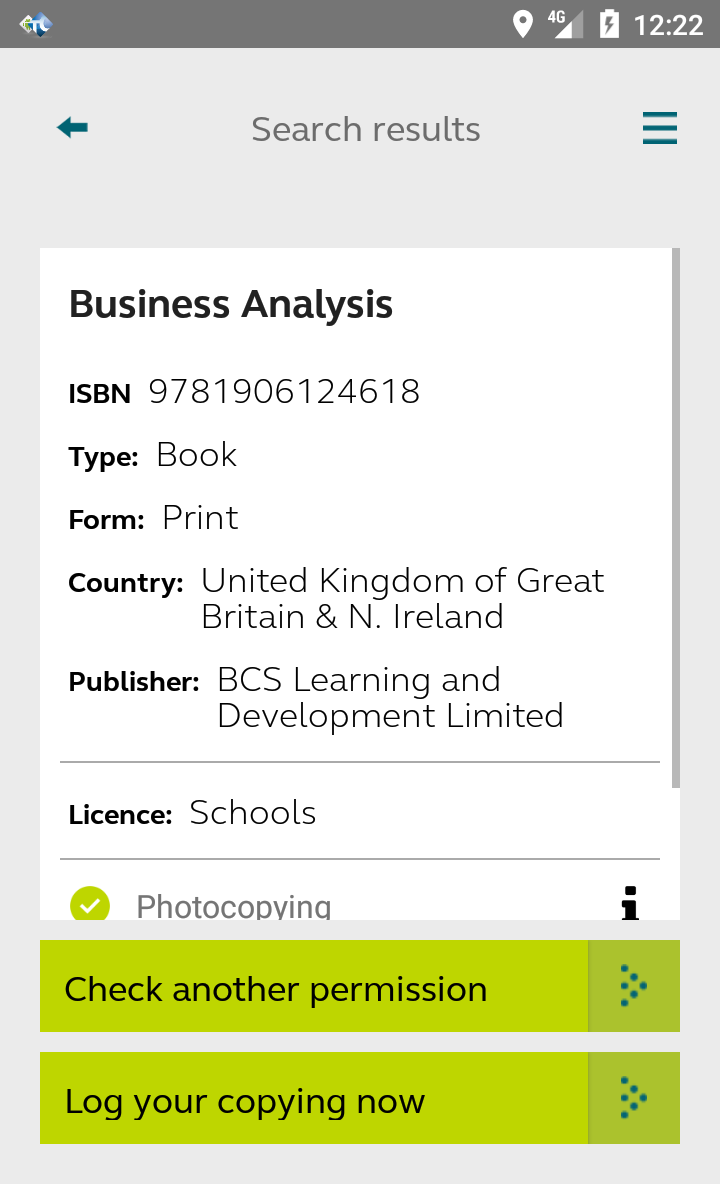 4G 12:22
Search results
Business Analysis
ISBN 9781906124618
Type: Book
Form: Print
Country: United Kingdom of Great
Britain & N. Ireland
Publisher: BCS Learning and
Development Limited
Licence: Schools
Photocopying
Check another permission
Log your copying now